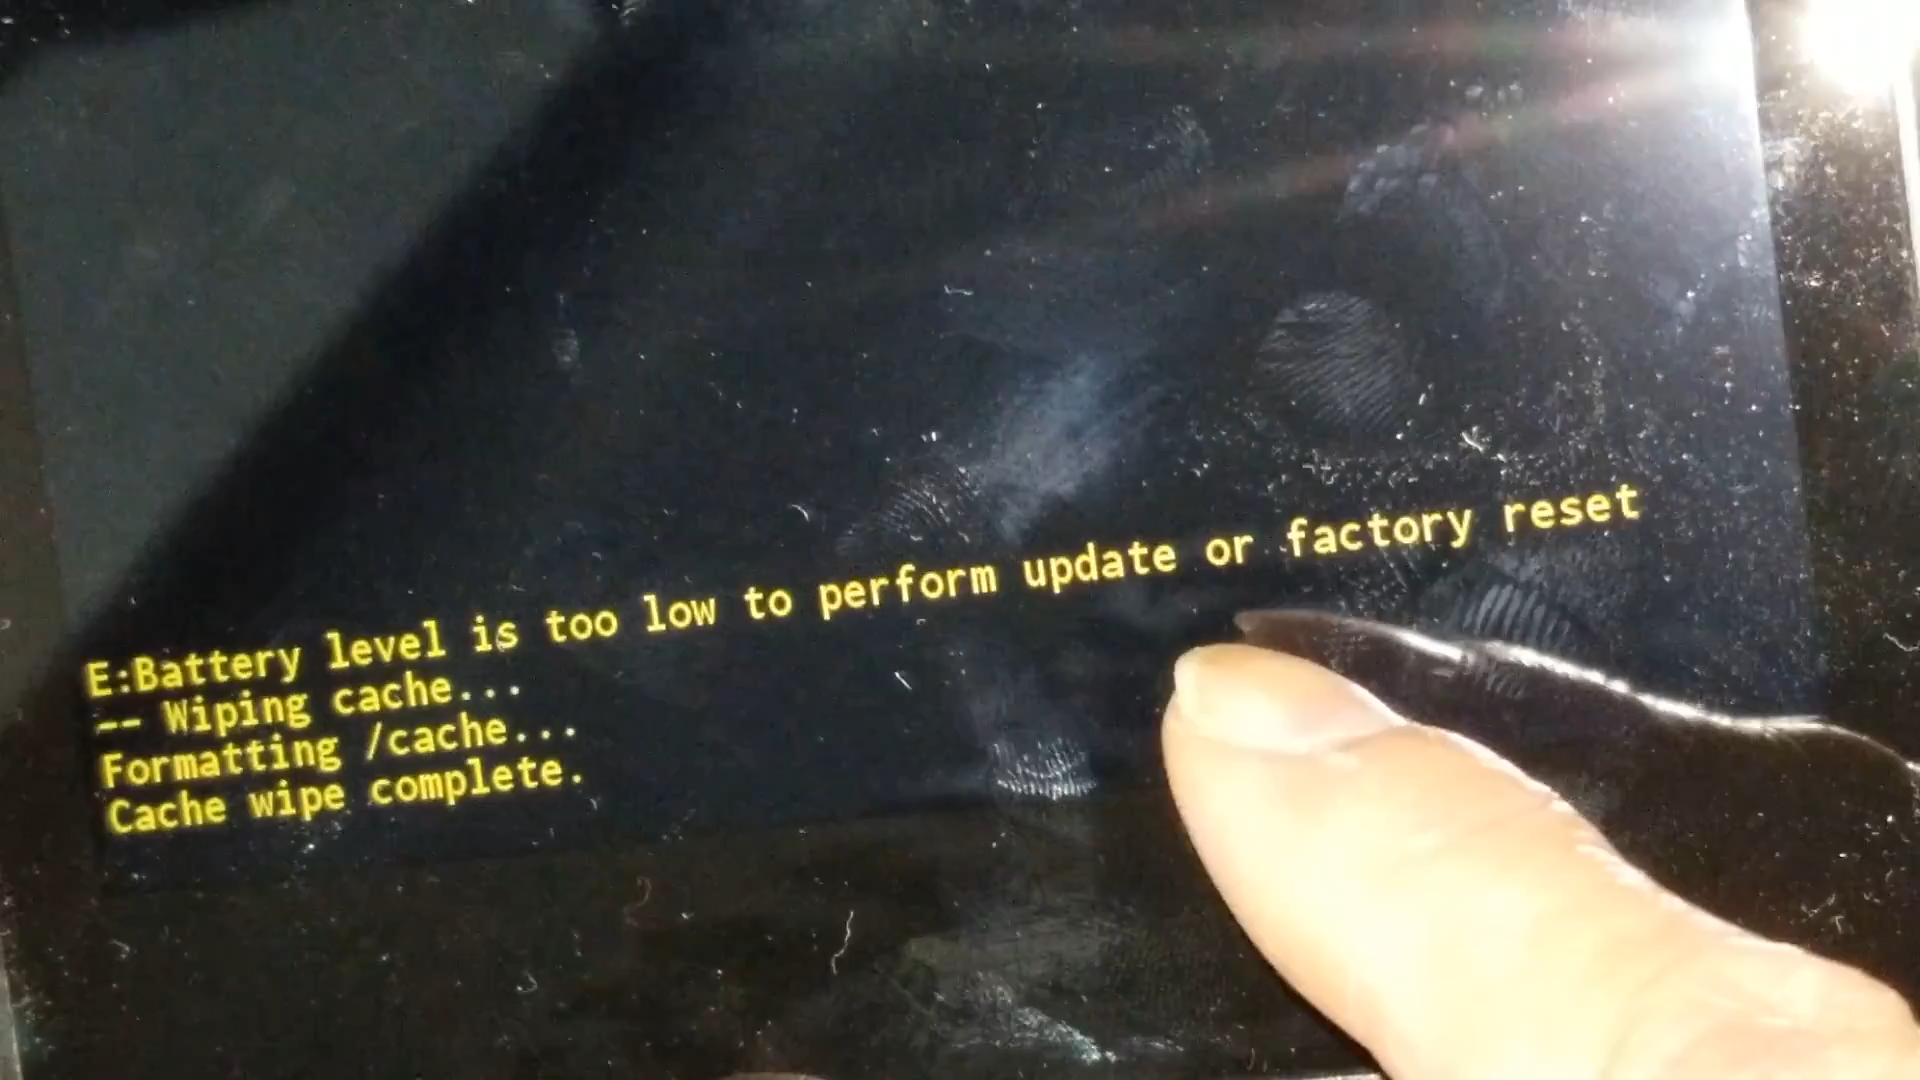 E:Battery level is too low to perform update or factory reset
-- Wiping cache...
Formatting /cache...
Cache wipe complete.